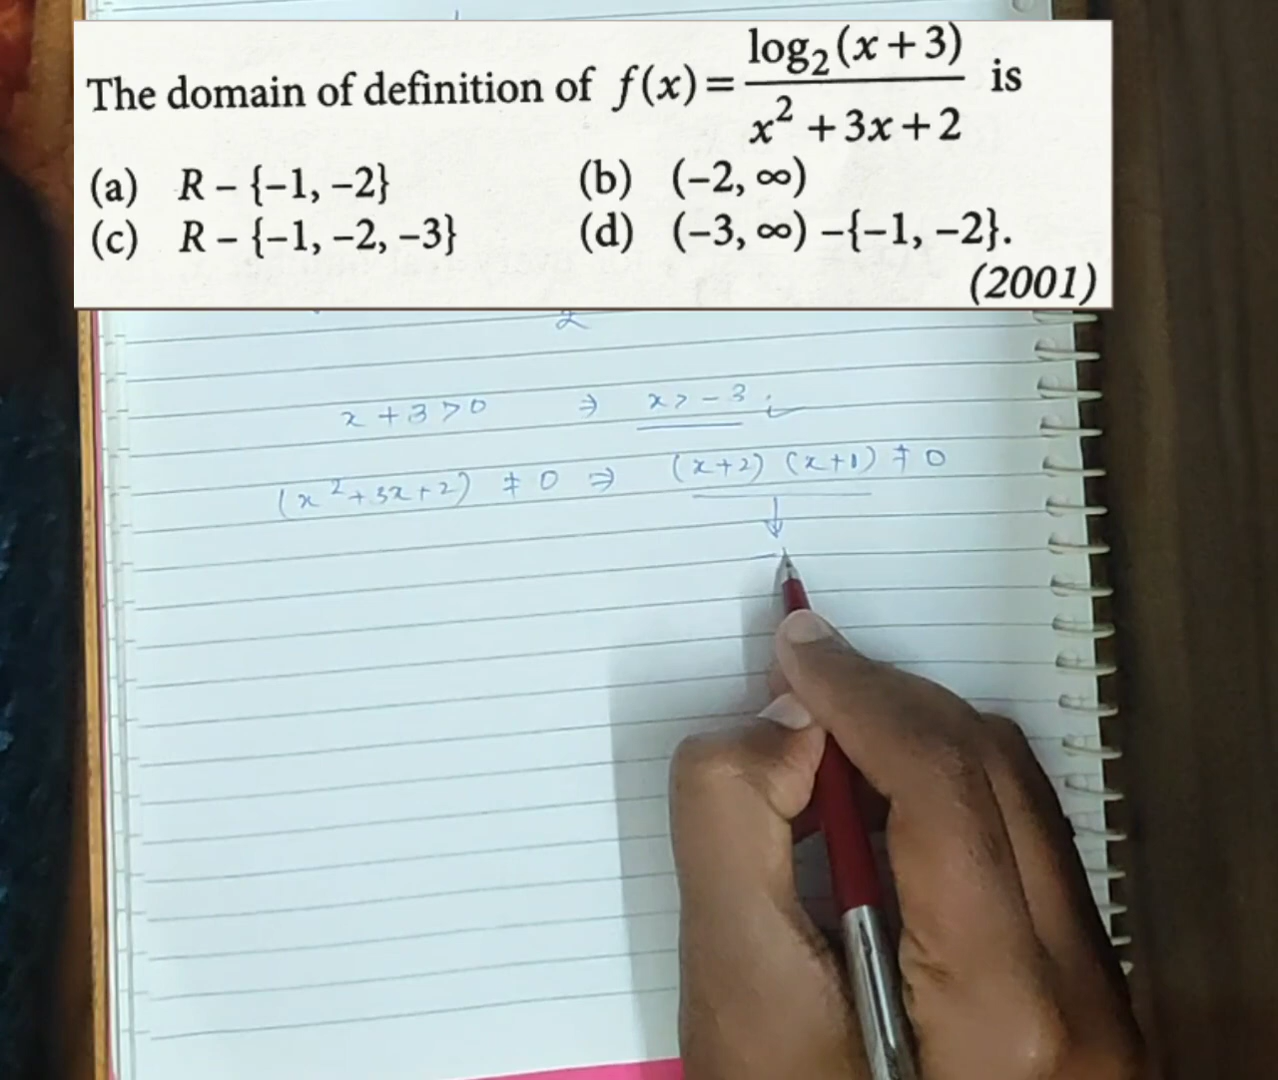 The domain of definition of f(x) = log₂(x+3) / x² + 3x + 2 is
(a) R – {–1, –2} (b) (–2, ∞)
(c) R – {–1, –2, –3} (d) (–3, ∞) –{–1, –2}.
(2001)
2
x + 3 > 0 ⇒ x > – 3 .
(x² + 3x + 2) ≠ 0 ⇒ (x+2) (x+1) ≠ 0